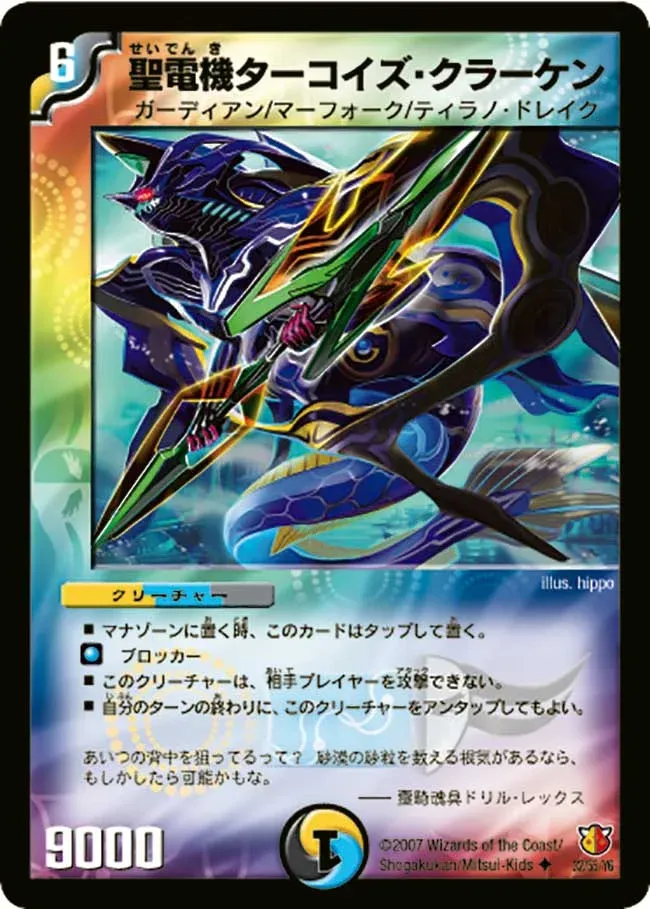 6
せいでんき
聖電機ターコイズ・クラーケン
ガーディアン/マーフォーク/ティラノ・ドレイク
illus. hippo
クリーチャー
■ マナゾーンに置く時、このカードはタップして置く。
ブロッカー
■ このクリーチャーは、相手プレイヤーを攻撃できない。
■ 自分のターンの終わりに、このクリーチャーをアンタップしてもよい。
あいつの背中を狙ってるって？ 砂漠の砂粒を数える根気があるなら、
もしかしたら可能かもな。
―― 霊騎魂具ドリル・レックス
9000
©2007 Wizards of the Coast/
Shogakukan/Mitsui-Kids ◆ 32/55/Y6